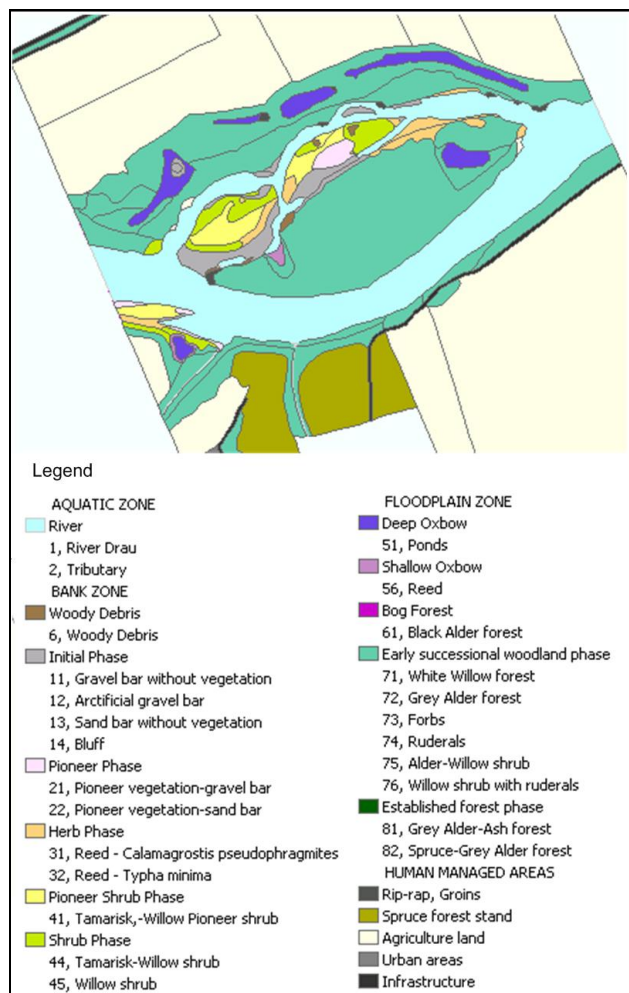 Legend
AQUATIC ZONE
River
1, River Drau
2, Tributary
BANK ZONE
Woody Debris
6, Woody Debris
Initial Phase
11, Gravel bar without vegetation
12, Arctificial gravel bar
13, Sand bar without vegetation
14, Bluff
Pioneer Phase
21, Pioneer vegetation-gravel bar
22, Pioneer vegetation-sand bar
Herb Phase
31, Reed - Calamagrostis pseudophragmites
32, Reed - Typha minima
Pioneer Shrub Phase
41, Tamarisk,-Willow Pioneer shrub
Shrub Phase
44, Tamarisk-Willow shrub
45, Willow shrub
FLOODPLAIN ZONE
Deep Oxbow
51, Ponds
Shallow Oxbow
56, Reed
Bog Forest
61, Black Alder forest
Early successional woodland phase
71, White Willow forest
72, Grey Alder forest
73, Forbs
74, Ruderals
75, Alder-Willow shrub
76, Willow shrub with ruderals
Established forest phase
81, Grey Alder-Ash forest
82, Spruce-Grey Alder forest
HUMAN MANAGED AREAS
Rip-rap, Groins
Spruce forest stand
Agriculture land
Urban areas
Infrastructure